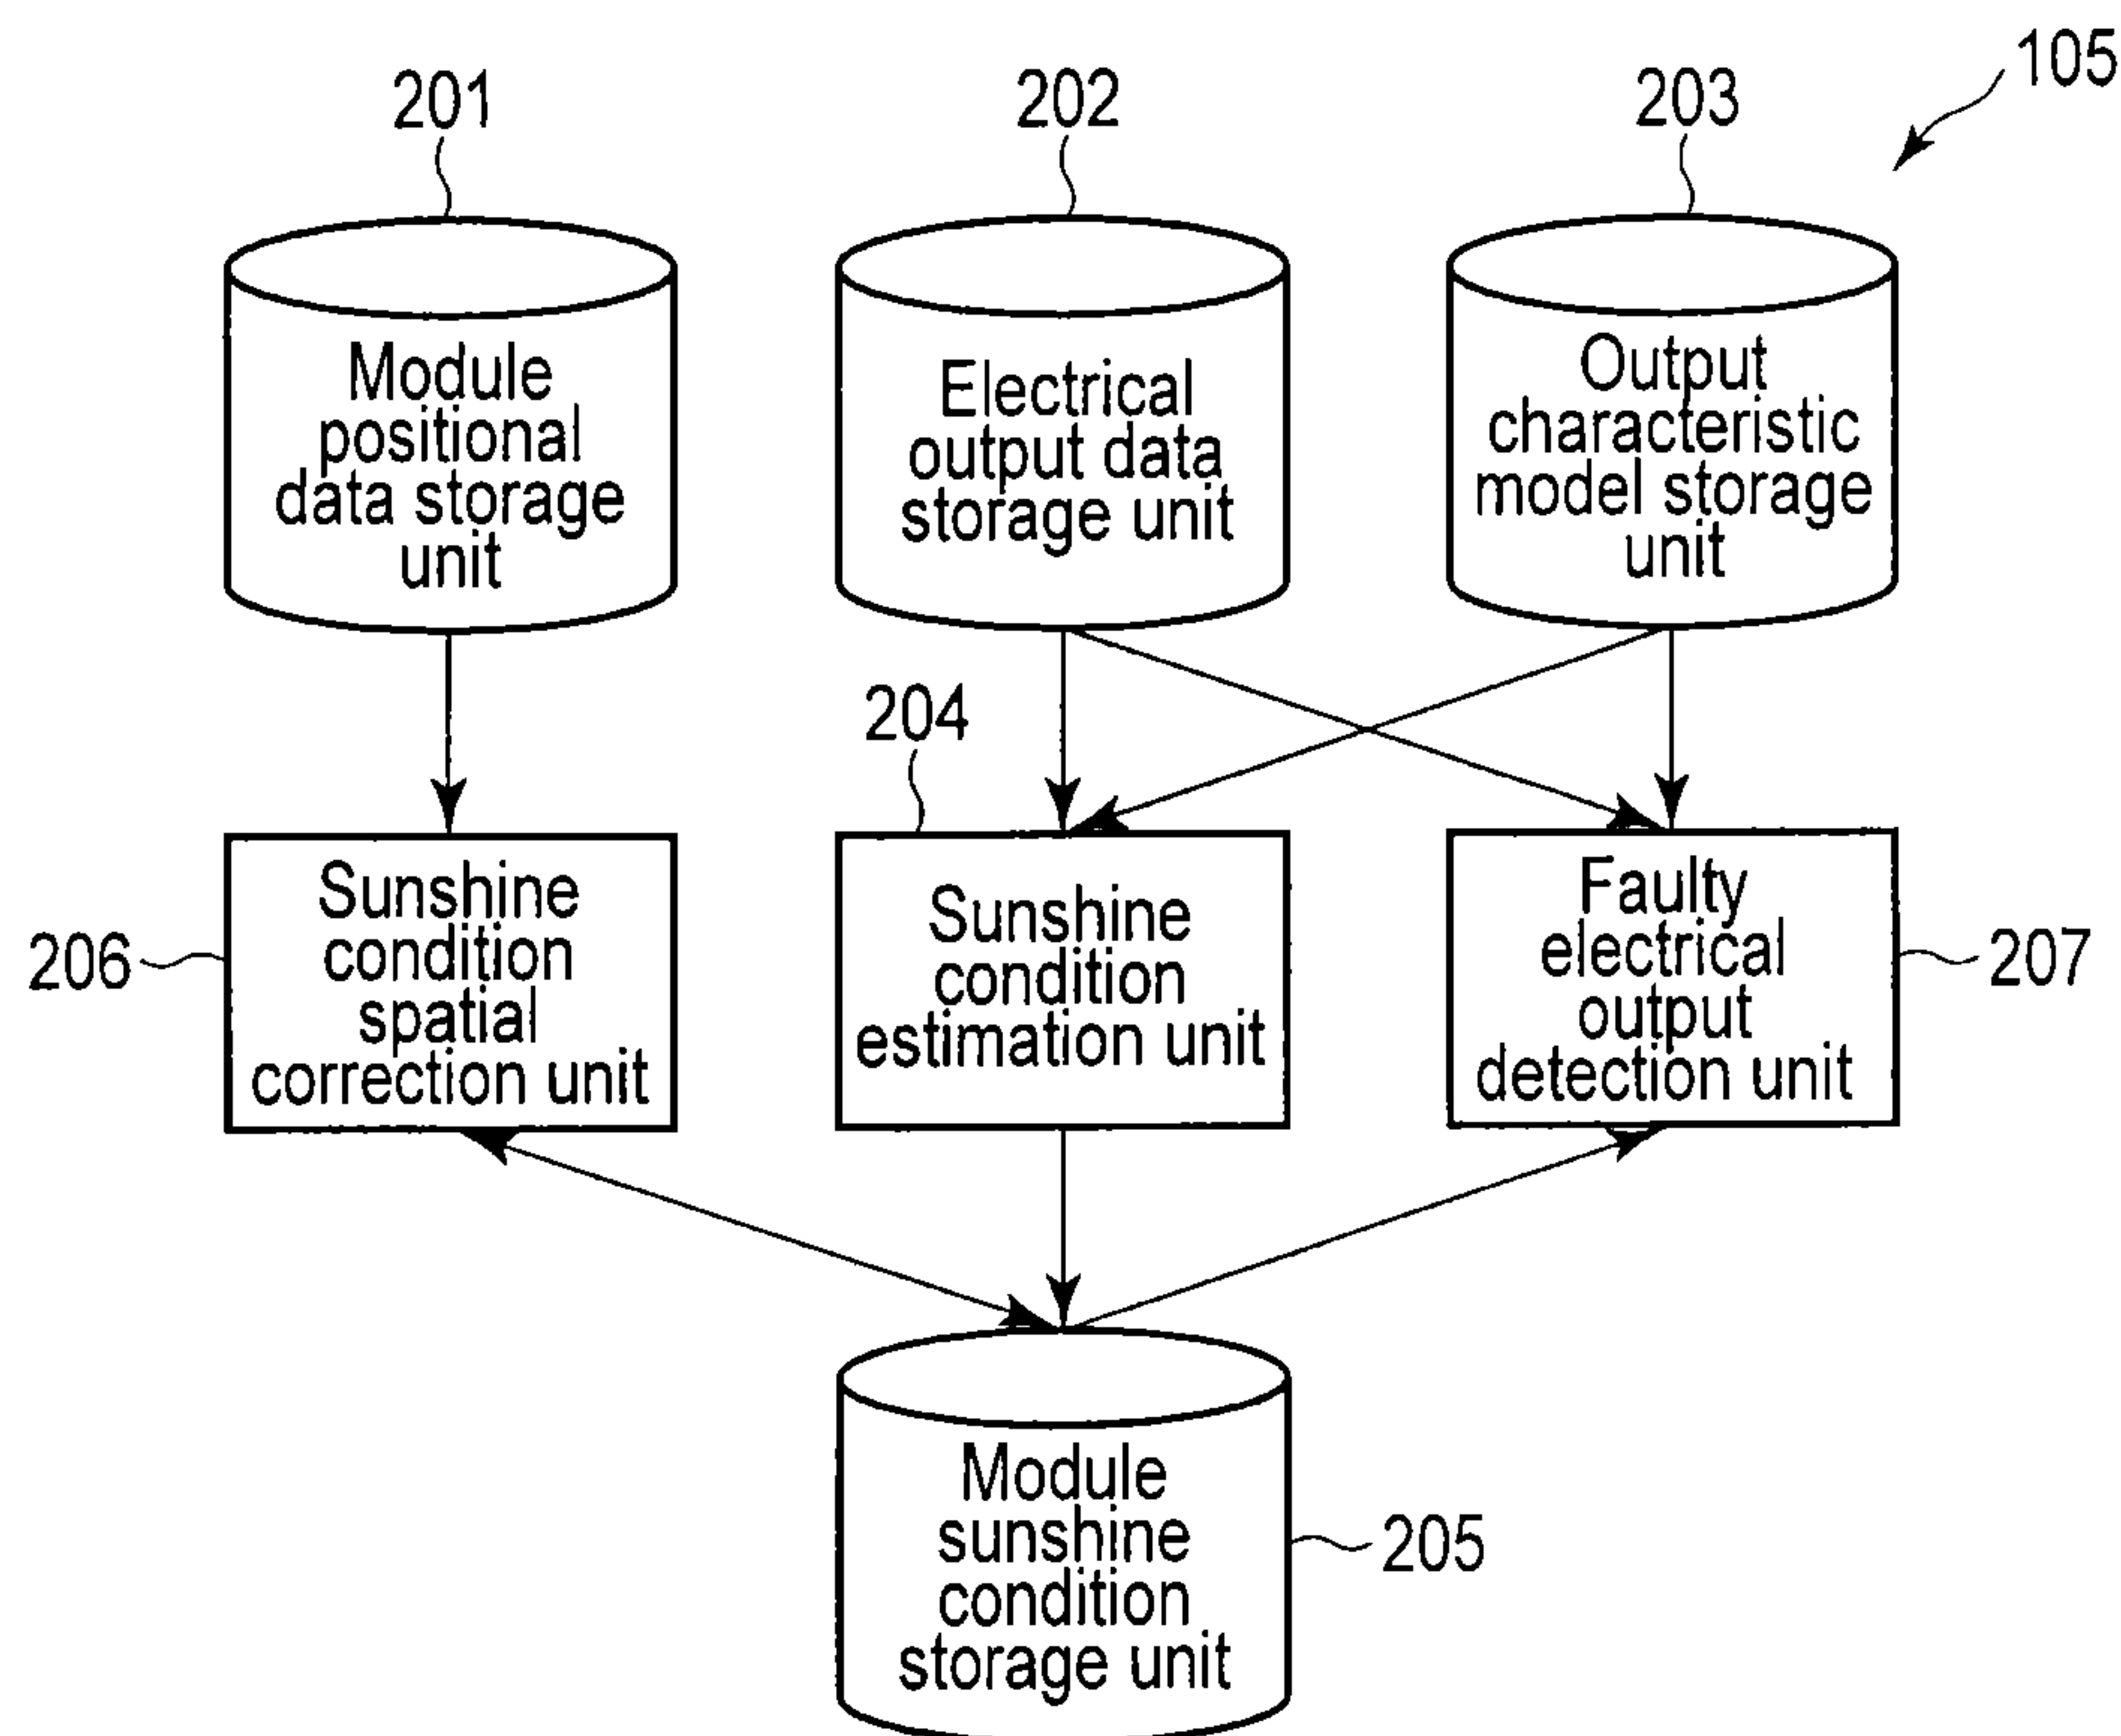 105
201
202
203
Module
positional
data storage
unit
Electrical
output data
storage unit
Output
characteristic
model storage
unit
204
206
Sunshine
condition
spatial
correction unit
Sunshine
condition
estimation unit
Faulty
electrical
output
detection unit
207
Module
sunshine
condition
storage unit
205